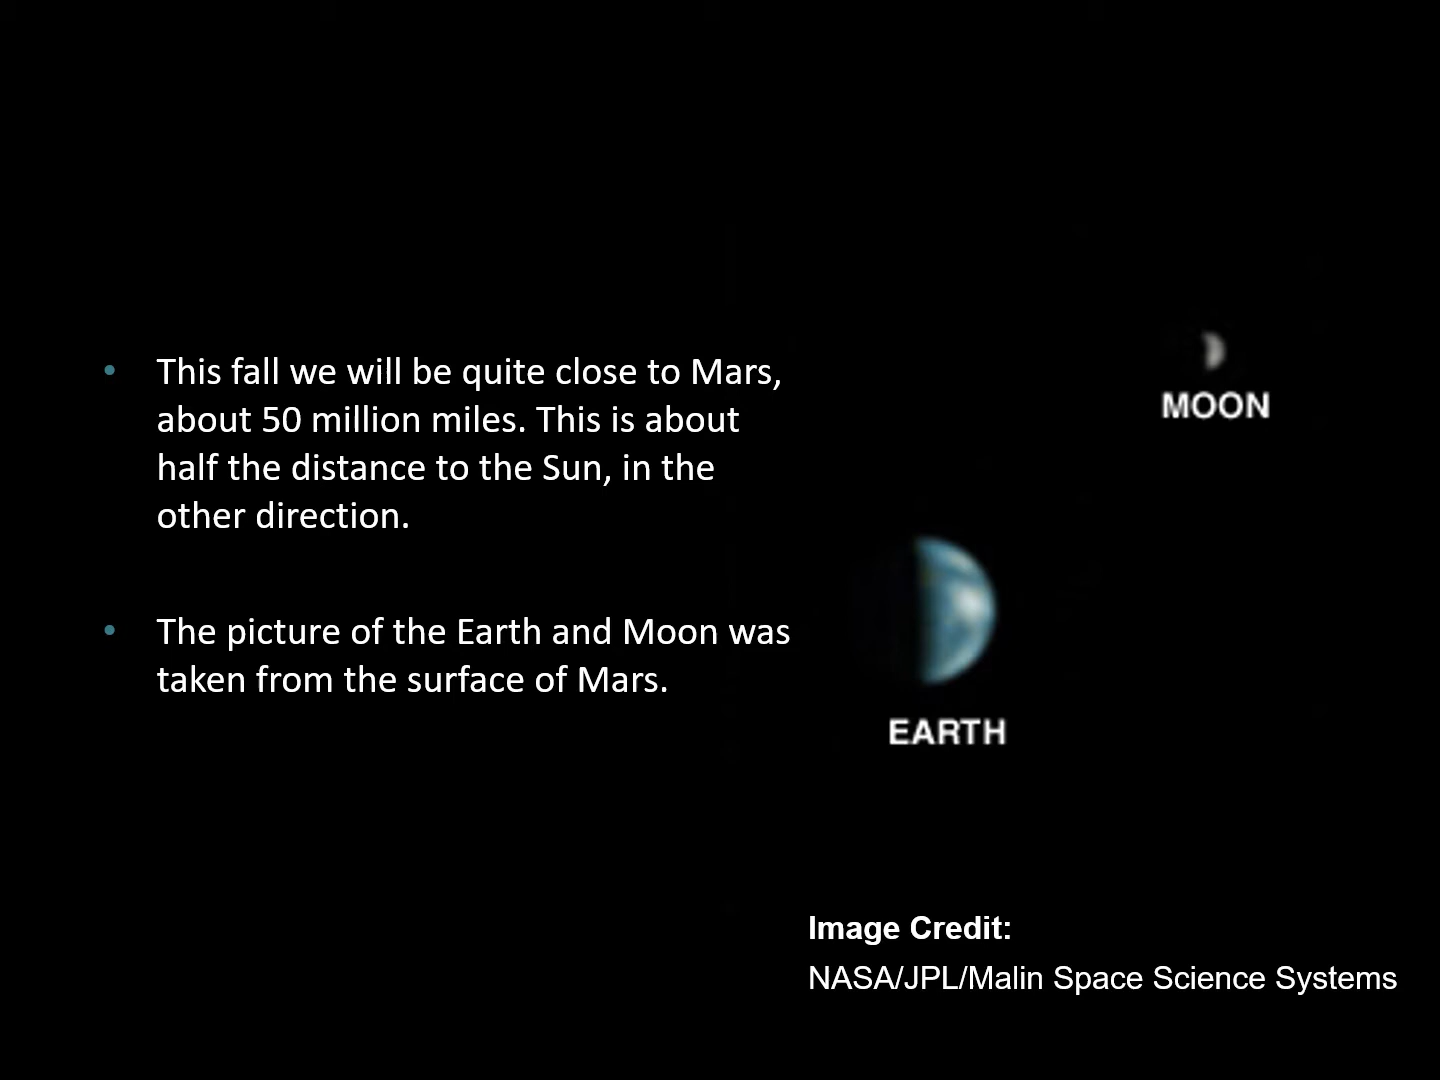 • This fall we will be quite close to Mars,
about 50 million miles. This is about
half the distance to the Sun, in the
other direction.
• The picture of the Earth and Moon was
taken from the surface of Mars.
MOON
EARTH
Image Credit:
NASA/JPL/Malin Space Science Systems